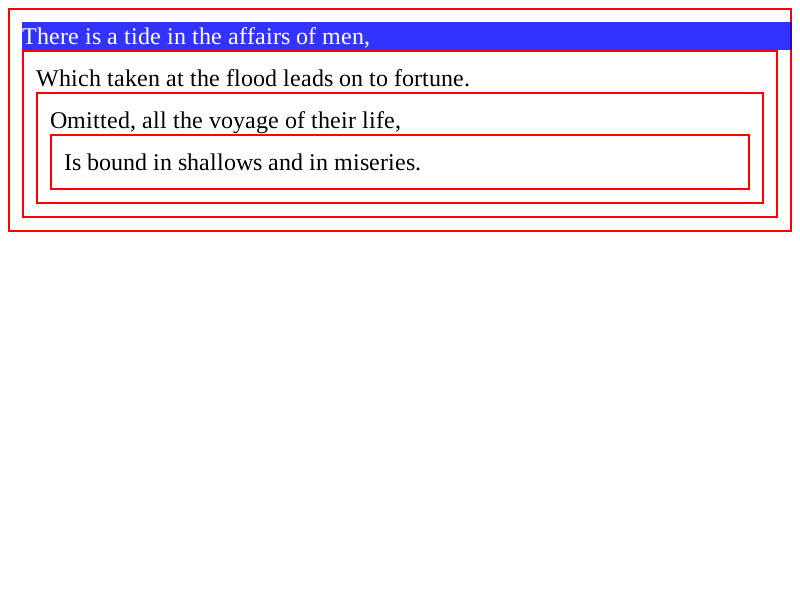 There is a tide in the affairs of men,
Which taken at the flood leads on to fortune.
Omitted, all the voyage of their life,
Is bound in shallows and in miseries.